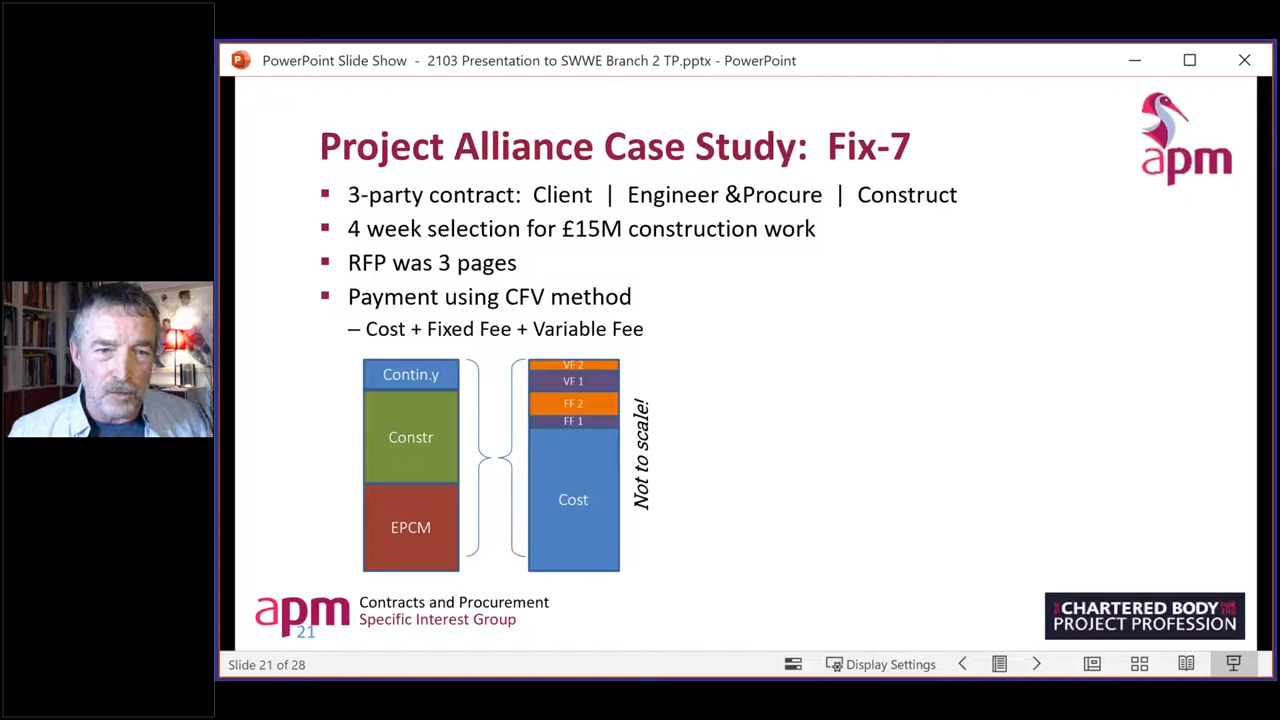 PowerPoint Slide Show - 2103 Presentation to SWWE Branch 2 TP.pptx - PowerPoint
apm
Project Alliance Case Study: Fix-7
▪ 3-party contract: Client | Engineer &Procure | Construct
▪ 4 week selection for £15M construction work
▪ RFP was 3 pages
▪ Payment using CFV method
– Cost + Fixed Fee + Variable Fee
Contin.y
Constr
EPCM
VF 2
VF 1
FF 2
FF 1
Cost
Not to scale!
apm
21
Contracts and Procurement
Specific Interest Group
THE CHARTERED BODY FOR THE
PROJECT PROFESSION
Slide 21 of 28
Display Settings